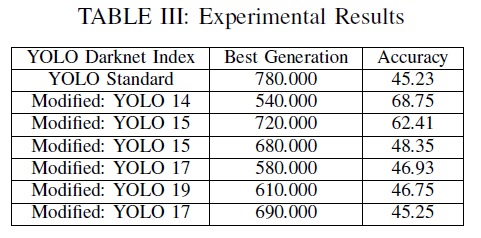 TABLE III: Experimental Results
YOLO Darknet Index Best Generation Accuracy
YOLO Standard 780.000 45.23
Modified: YOLO 14 540.000 68.75
Modified: YOLO 15 720.000 62.41
Modified: YOLO 15 680.000 48.35
Modified: YOLO 17 580.000 46.93
Modified: YOLO 19 610.000 46.75
Modified: YOLO 17 690.000 45.25